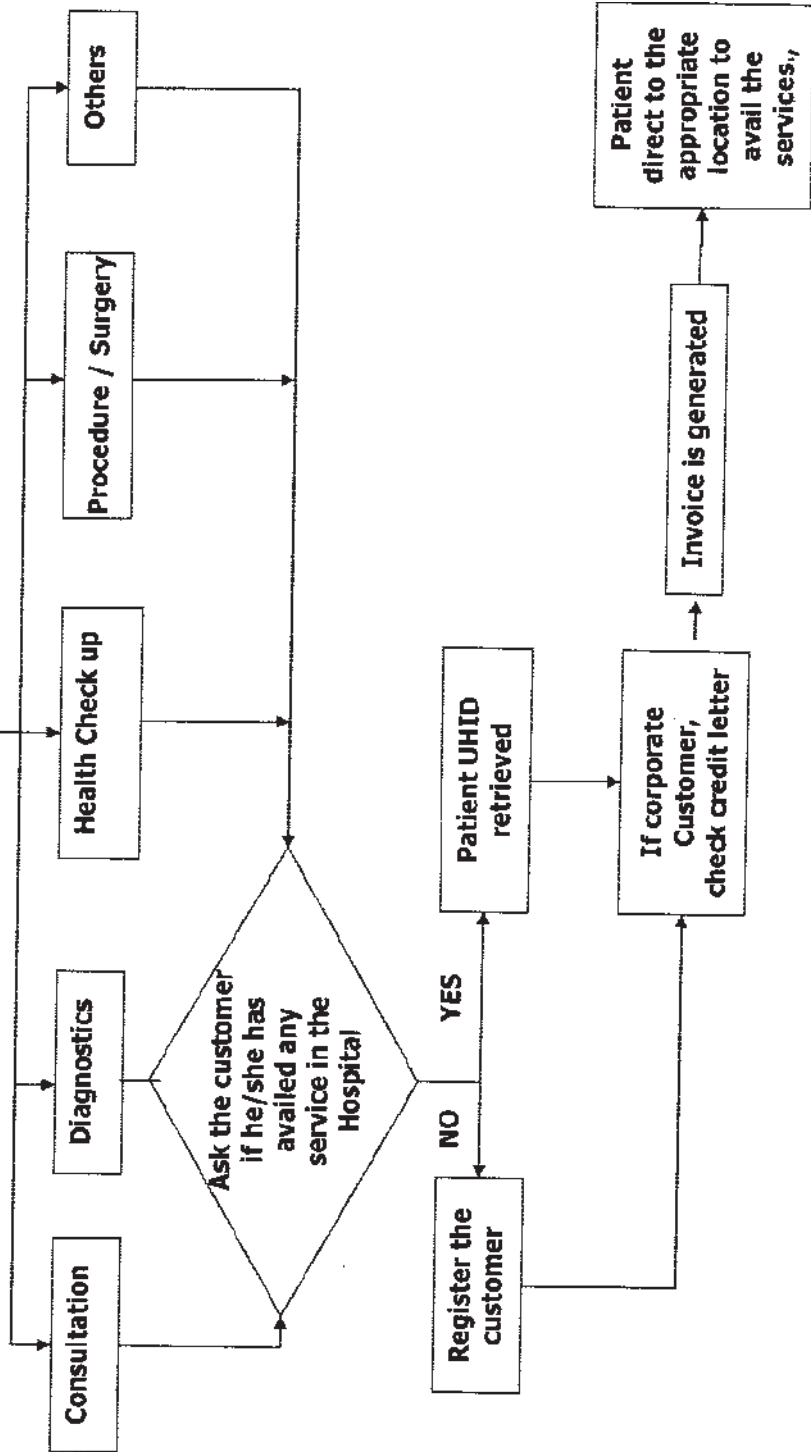 Consultation
Diagnostics
Health Check up
Procedure / Surgery
Others
Ask the customer
if he/she has
availed any
service in the
Hospital
NO
YES
Register the
customer
Patient UHID
retrieved
If corporate
Customer,
check credit letter
Invoice is generated
Patient
direct to the
appropriate
location to
avail the
services.,